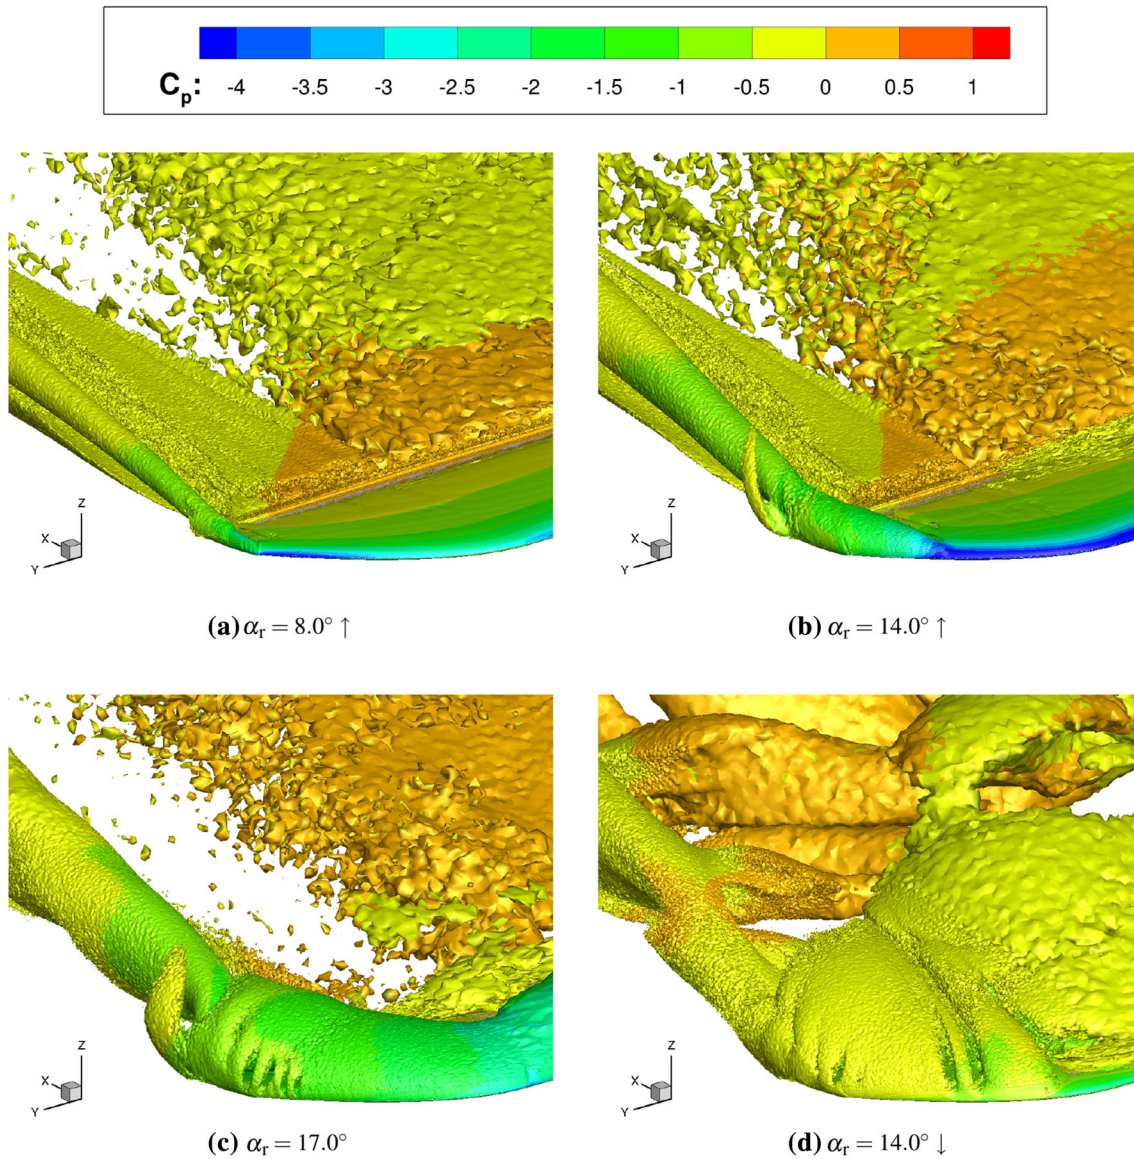 Cp: -4 -3.5 -3 -2.5 -2 -1.5 -1 -0.5 0 0.5 1
Z
X
Y
Z
X
Y
(a) αr = 8.0° ↑
(b) αr = 14.0° ↑
Z
X
Y
Z
X
Y
(c) αr = 17.0°
(d) αr = 14.0° ↓